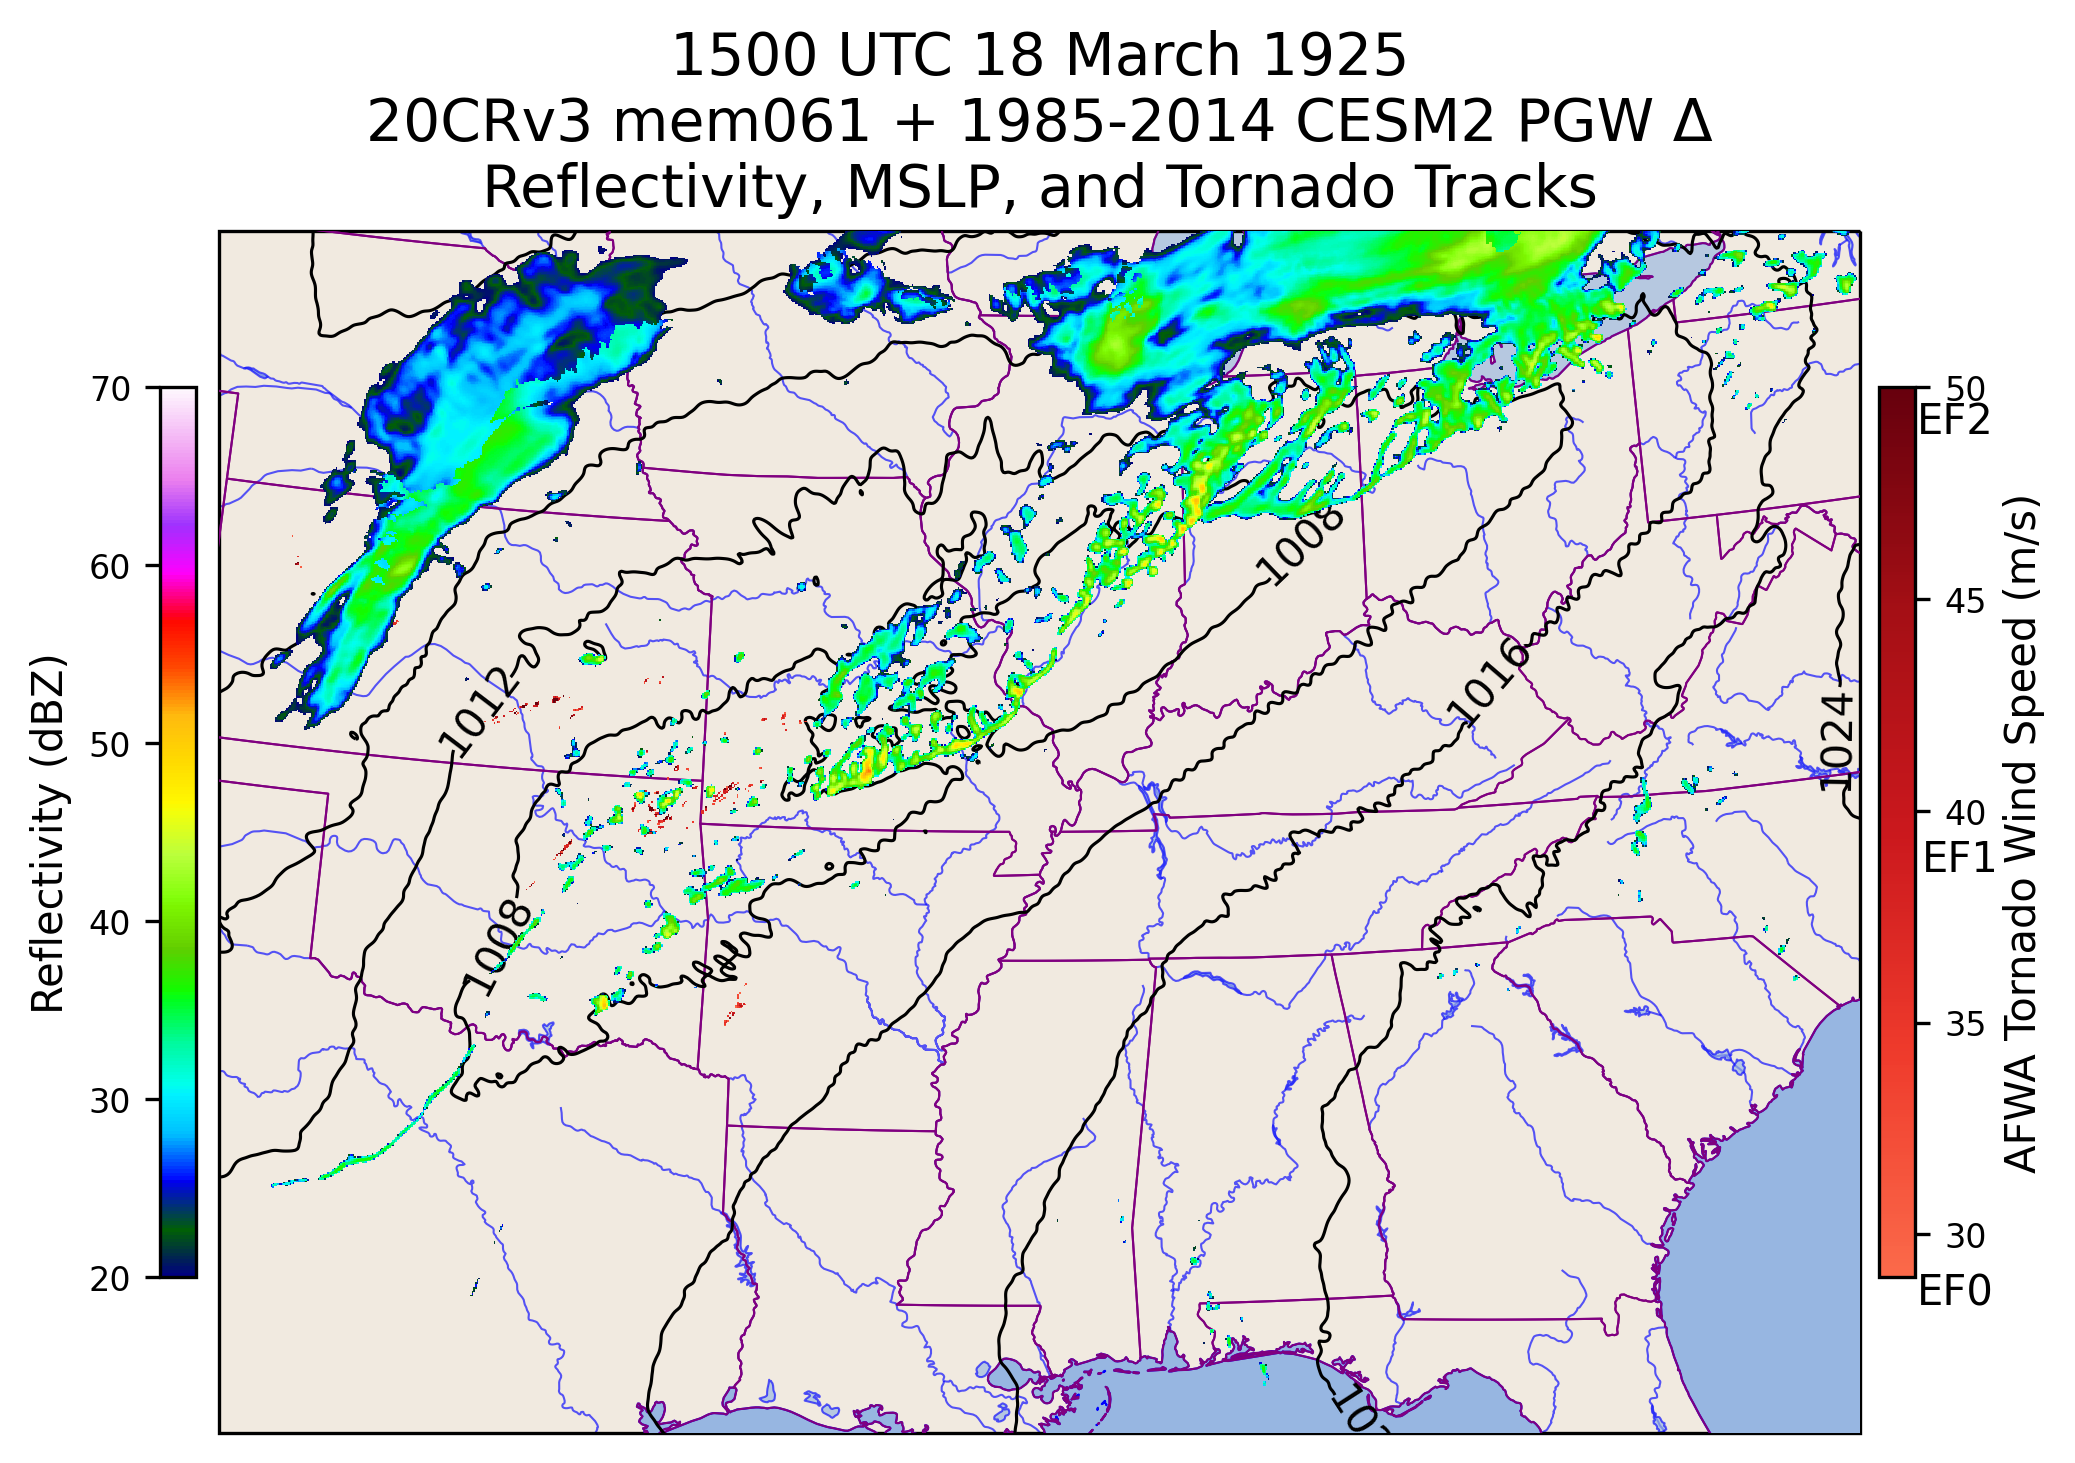 1500 UTC 18 March 1925
20CRv3 mem061 + 1985-2014 CESM2 PGW Δ
Reflectivity, MSLP, and Tornado Tracks
70
60
50
40
30
20
Reflectivity (dBZ)
1008
1012
1016
1024
1008
50
EF2
45
40
EF1
35
30
EF0
AFWA Tornado Wind Speed (m/s)